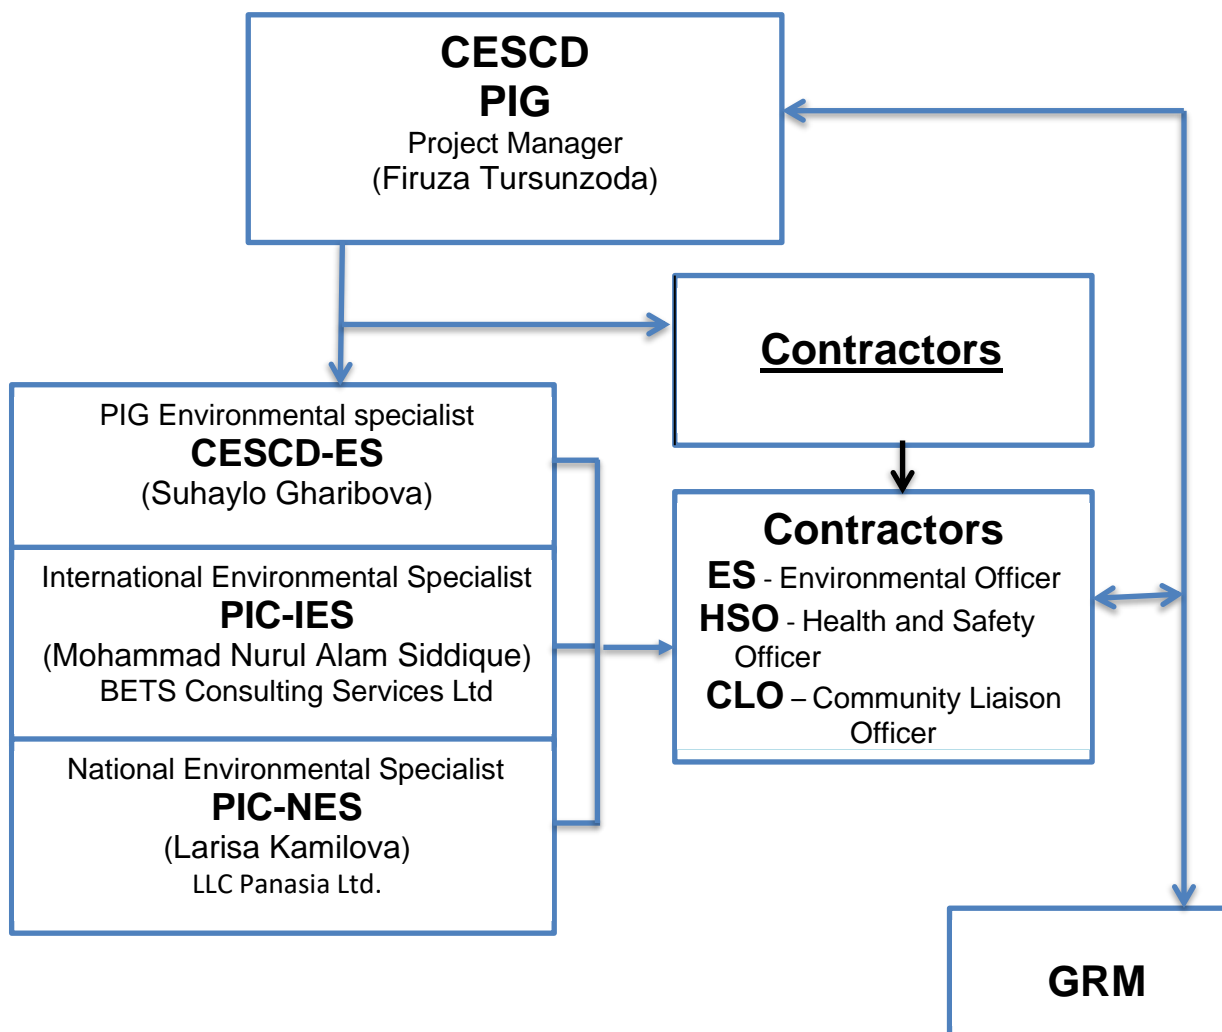 CESCD
PIG
Project Manager
(Firuza Tursunzoda)
Contractors
PIG Environmental specialist
CESCD-ES
(Suhaylo Gharibova)
International Environmental Specialist
PIC-IES
(Mohammad Nurul Alam Siddique)
BETS Consulting Services Ltd
National Environmental Specialist
PIC-NES
(Larisa Kamilova)
LLC Panasia Ltd.
Contractors
ES - Environmental Officer
HSO - Health and Safety
Officer
CLO – Community Liaison
Officer
GRM